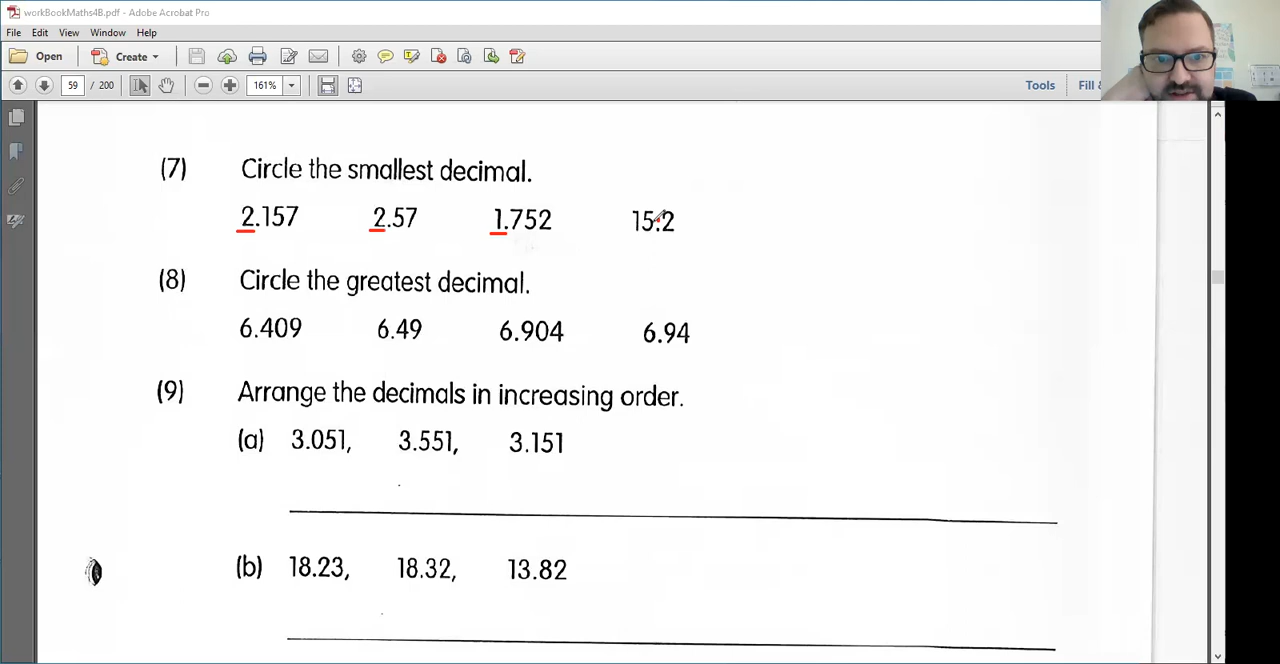 workBookMaths4B.pdf - Adobe Acrobat Pro
File Edit View Window Help
Open Create
59 / 200 161% Tools Fill &
(7) Circle the smallest decimal.
2.157 2.57 1.752 15.2
(8) Circle the greatest decimal.
6.409 6.49 6.904 6.94
(9) Arrange the decimals in increasing order.
(a) 3.051, 3.551, 3.151
(b) 18.23, 18.32, 13.82